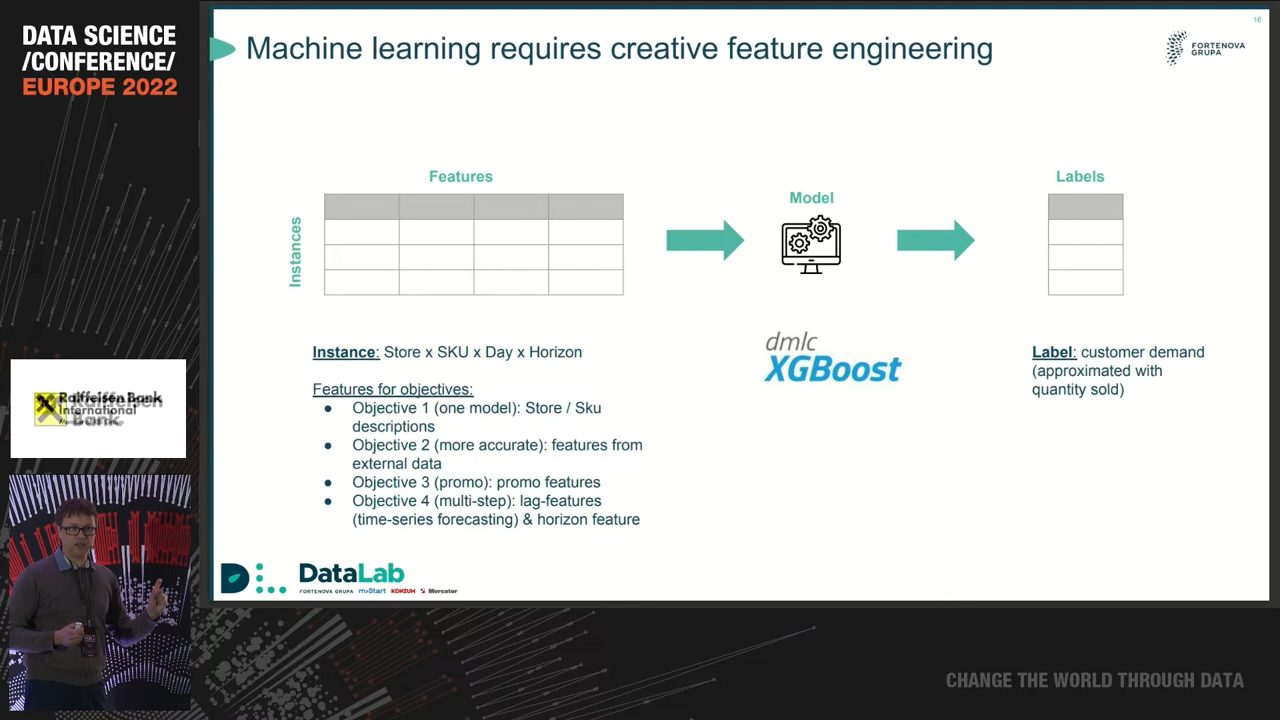 DATA SCIENCE
/CONFERENCE/
EUROPE 2022
16
Machine learning requires creative feature engineering
FORTENOVA
GRUPA
Features
Instances
Model
Labels
Instance: Store x SKU x Day x Horizon
Features for objectives:
● Objective 1 (one model): Store / Sku
descriptions
● Objective 2 (more accurate): features from
external data
● Objective 3 (promo): promo features
● Objective 4 (multi-step): lag-features
(time-series forecasting) & horizon feature
dmlc
XGBoost
Label: customer demand
(approximated with
quantity sold)
Raiffeisen Bank
International
DataLab
FORTENOVA GRUPA m>Start KONZUM Mercator
CHANGE THE WORLD THROUGH DATA